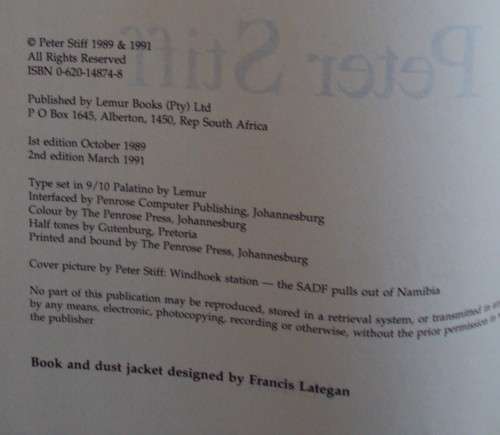 Peter Stiff
© Peter Stiff 1989 & 1991
All Rights Reserved
ISBN 0-620-14874-8
Published by Lemur Books (Pty) Ltd
P O Box 1645, Alberton, 1450, Rep South Africa
Ist edition October 1989
2nd edition March 1991
Type set in 9/10 Palatino by Lemur
Interfaced by Penrose Computer Publishing, Johannesburg
Colour by The Penrose Press, Johannesburg
Half tones by Gutenburg, Pretoria
Printed and bound by The Penrose Press, Johannesburg
Cover picture by Peter Stiff: Windhoek station — the SADF pulls out of Namibia
No part of this publication may be reproduced, stored in a retrieval system, or transmitted in
by any means, electronic, photocopying, recording or otherwise, without the prior permission in
the publisher
Book and dust jacket designed by Francis Lategan